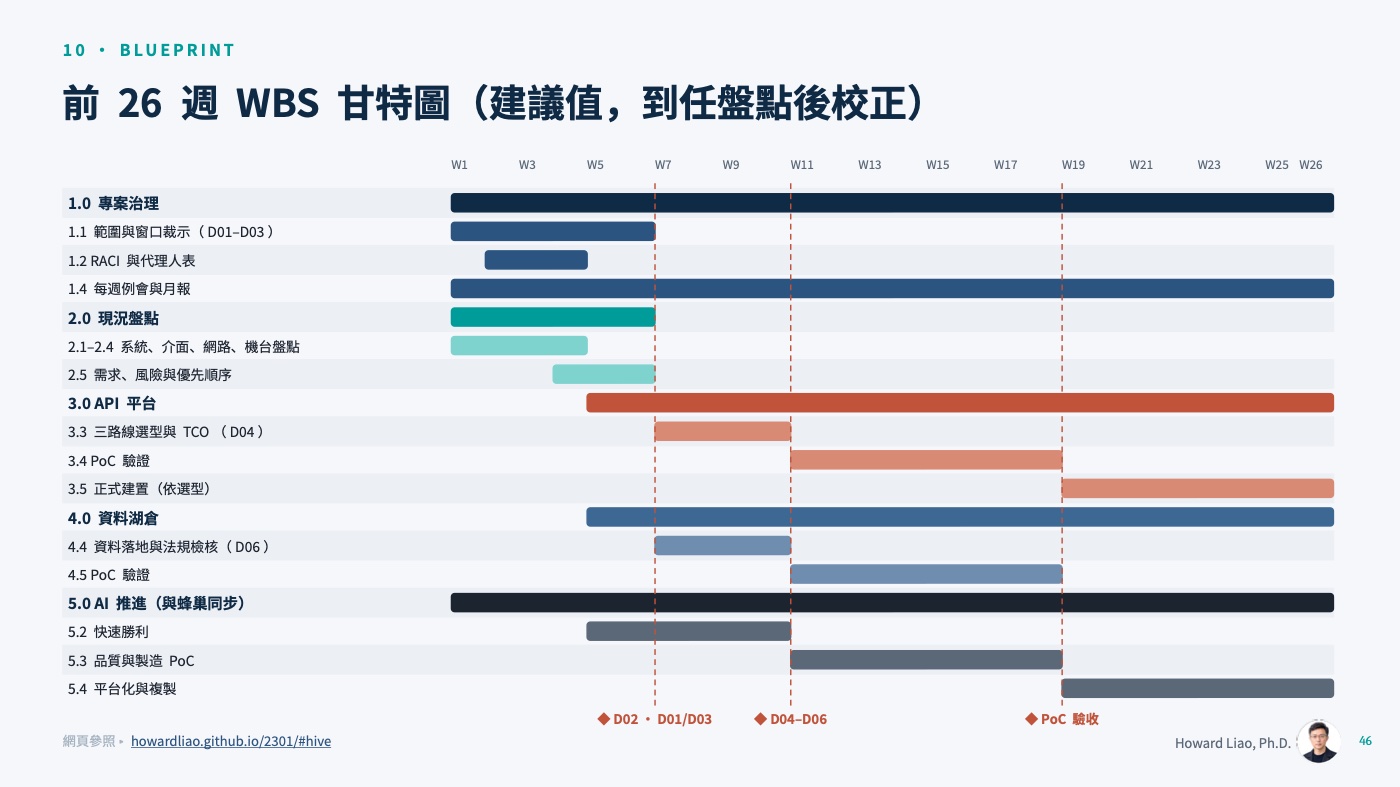 10 • BLUEPRINT
前 26 週 WBS 甘特圖（建議值，到任盤點後校正）
W1 W3 W5 W7 W9 W11 W13 W15 W17 W19 W21 W23 W25 W26
1.0 專案治理
1.1 範圍與窗口裁示（D01–D03）
1.2 RACI 與代理人表
1.4 每週例會與月報
2.0 現況盤點
2.1–2.4 系統、介面、網路、機台盤點
2.5 需求、風險與優先順序
3.0 API 平台
3.3 三路線選型與 TCO（D04）
3.4 PoC 驗證
3.5 正式建置（依選型）
4.0 資料湖倉
4.4 資料落地與法規檢核（D06）
4.5 PoC 驗證
5.0 AI 推進（與蜂巢同步）
5.2 快速勝利
5.3 品質與製造 PoC
5.4 平台化與複製
◆ D02 • D01/D03 ◆ D04–D06 ◆ PoC 驗收
網頁參照 ▸ howardliao.github.io/2301/#hive
Howard Liao, Ph.D. 46